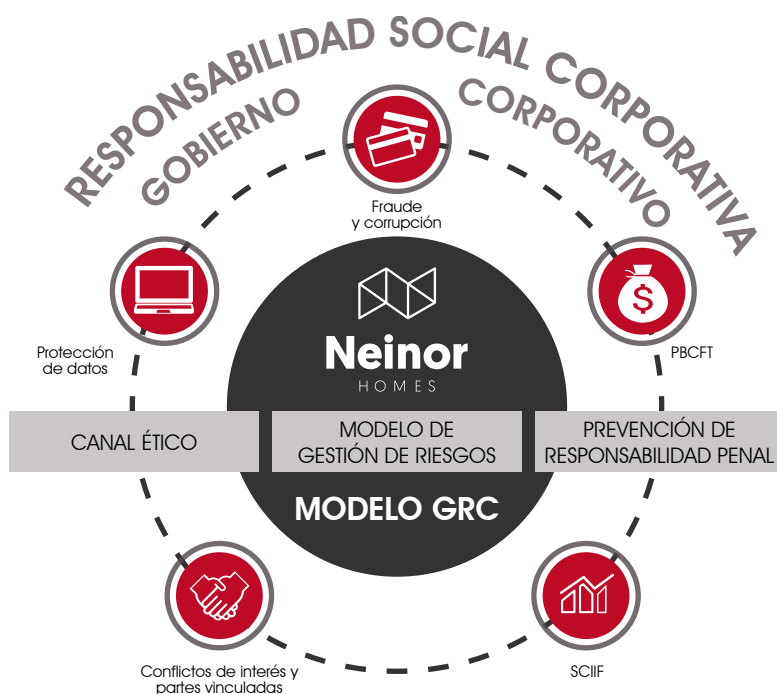 RESPONSABILIDAD SOCIAL CORPORATIVA
GOBIERNO CORPORATIVO
Fraude
y corrupción
Protección
de datos
$
PBCFT
Neinor
HOMES
CANAL ÉTICO
MODELO DE
GESTIÓN DE RIESGOS
PREVENCIÓN DE
RESPONSABILIDAD PENAL
MODELO GRC
Conflictos de interés y
partes vinculadas
SCIIF